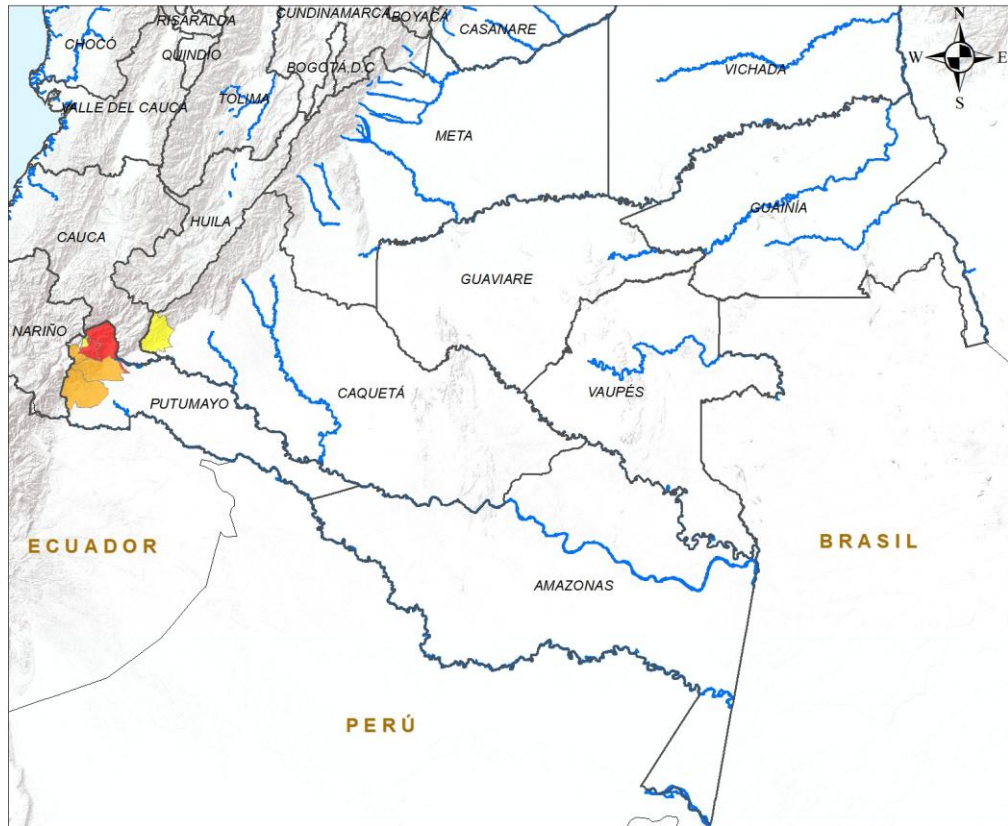 CUNDINAMARCA
BOYACÁ
RISARALDA
CASANARE
N
CHOCÓ
QUINDÍO
W
E
BOGOTÁ D.C
VICHADA
TOLIMA
S
VALLE DEL CAUCA
META
GUAINÍA
HUILA
CAUCA
GUAVIARE
NARIÑO
CAQUETÁ
VAUPÉS
PUTUMAYO
ECUADOR
BRASIL
AMAZONAS
PERÚ